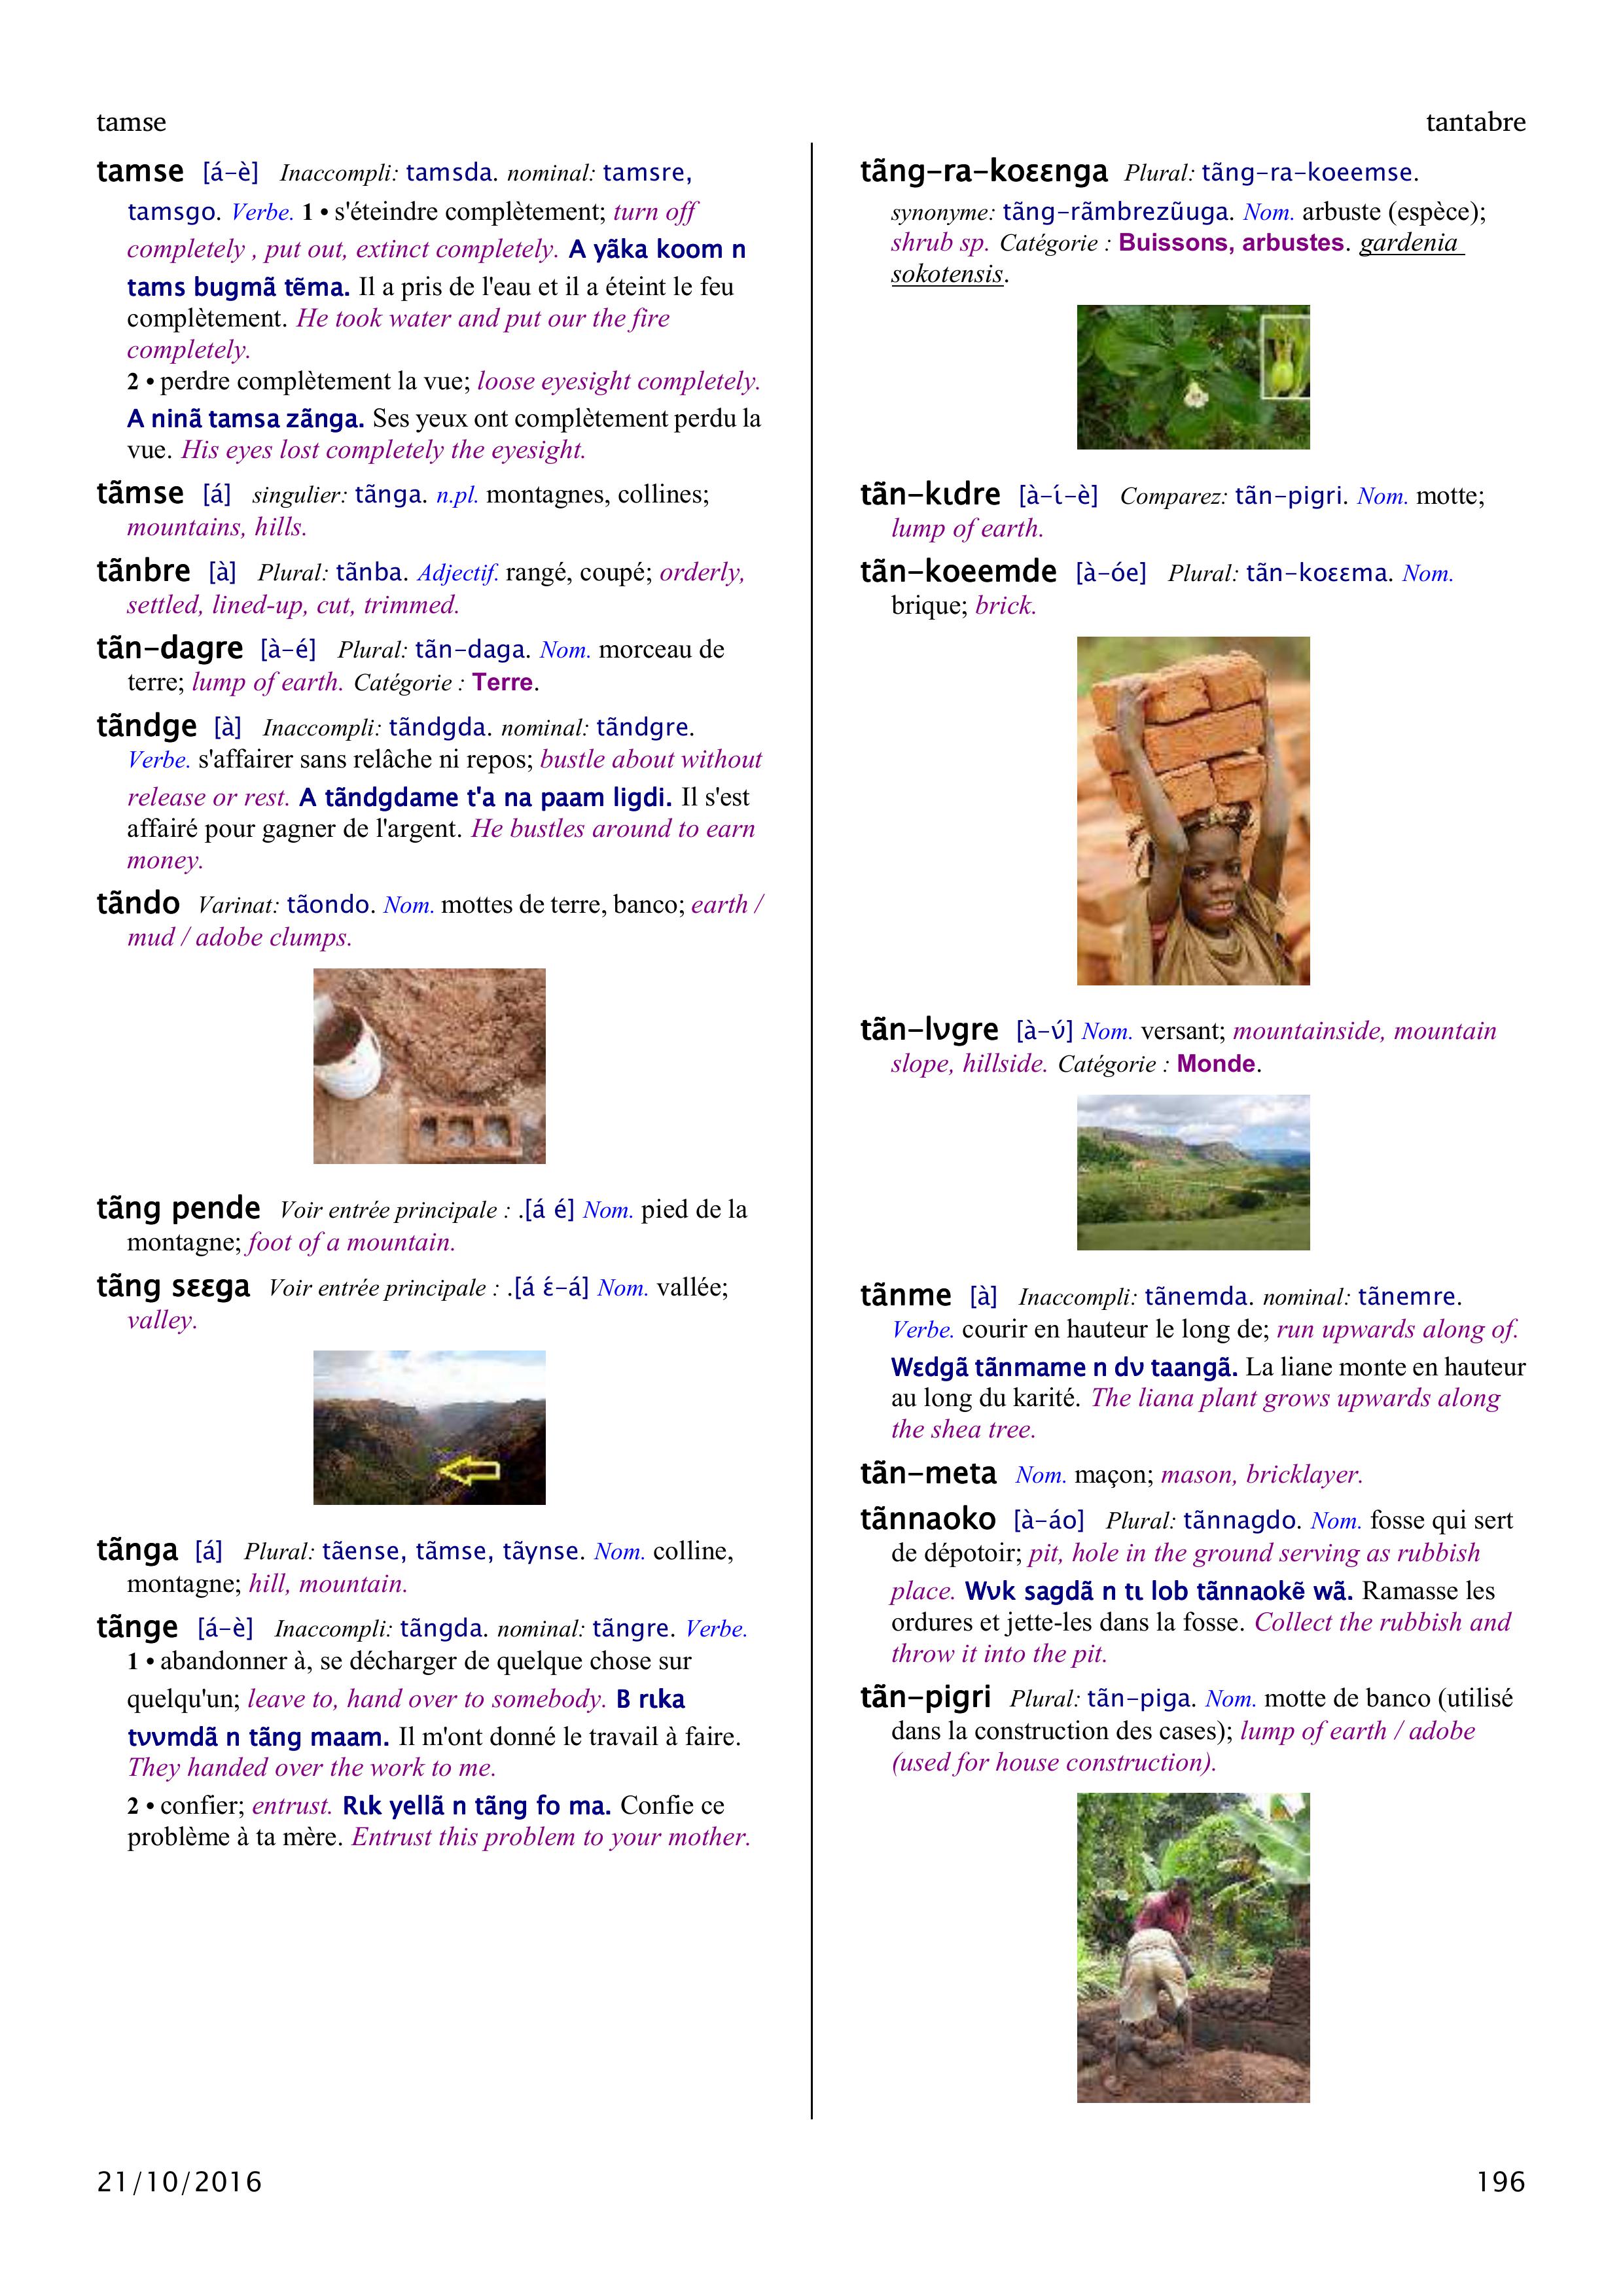 tamse
tantabre
tamse [á-è] Inaccompli: tamsda. nominal: tamsre,
tamsgo. Verbe. 1 • s'éteindre complètement; turn off
completely , put out, extinct completely. A yãka koom n
tams bugmã tẽma. Il a pris de l'eau et il a éteint le feu
complètement. He took water and put our the fire
completely.
2 • perdre complètement la vue; loose eyesight completely.
A ninã tamsa zãnga. Ses yeux ont complètement perdu la
vue. His eyes lost completely the eyesight.
tãmse [á] singulier: tãnga. n.pl. montagnes, collines;
mountains, hills.
tãnbre [à] Plural: tãnba. Adjectif. rangé, coupé; orderly,
settled, lined-up, cut, trimmed.
tãn-dagre [à-é] Plural: tãn-daga. Nom. morceau de
terre; lump of earth. Catégorie : Terre.
tãndge [à] Inaccompli: tãndgda. nominal: tãndgre.
Verbe. s'affairer sans relâche ni repos; bustle about without
release or rest. A tãndgdame t'a na paam ligdi. Il s'est
affairé pour gagner de l'argent. He bustles around to earn
money.
tãndo Varinat: tãondo. Nom. mottes de terre, banco; earth /
mud / adobe clumps.
tãng pende Voir entrée principale : .[á é] Nom. pied de la
montagne; foot of a mountain.
tãng sɛɛga Voir entrée principale : .[á ɛ́-á] Nom. vallée;
valley.
tãnga [á] Plural: tãense, tãmse, tãynse. Nom. colline,
montagne; hill, mountain.
tãnge [á-è] Inaccompli: tãngda. nominal: tãngre. Verbe.
1 • abandonner à, se décharger de quelque chose sur
quelqu'un; leave to, hand over to somebody. B rɩka
tʋʋmdã n tãng maam. Il m'ont donné le travail à faire.
They handed over the work to me.
2 • confier; entrust. Rɩk yellã n tãng fo ma. Confie ce
problème à ta mère. Entrust this problem to your mother.
tãng-ra-koɛɛnga Plural: tãng-ra-koeemse.
synonyme: tãng-rãmbrezũuga. Nom. arbuste (espèce);
shrub sp. Catégorie : Buissons, arbustes. gardenia
sokotensis.
tãn-kɩdre [à-ɩ́-è] Comparez: tãn-pigri. Nom. motte;
lump of earth.
tãn-koeemde [à-óe] Plural: tãn-koɛɛma. Nom.
brique; brick.
tãn-lʋgre [à-ʋ́] Nom. versant; mountainside, mountain
slope, hillside. Catégorie : Monde.
tãnme [à] Inaccompli: tãnemda. nominal: tãnemre.
Verbe. courir en hauteur le long de; run upwards along of.
Wɛdgã tãnmame n dʋ taangã. La liane monte en hauteur
au long du karité. The liana plant grows upwards along
the shea tree.
tãn-meta Nom. maçon; mason, bricklayer.
tãnnaoko [à-áo] Plural: tãnnagdo. Nom. fosse qui sert
de dépotoir; pit, hole in the ground serving as rubbish
place. Wʋk sagdã n tɩ lob tãnnaokẽ wã. Ramasse les
ordures et jette-les dans la fosse. Collect the rubbish and
throw it into the pit.
tãn-pigri Plural: tãn-piga. Nom. motte de banco (utilisé
dans la construction des cases); lump of earth / adobe
(used for house construction).
21/10/2016
196